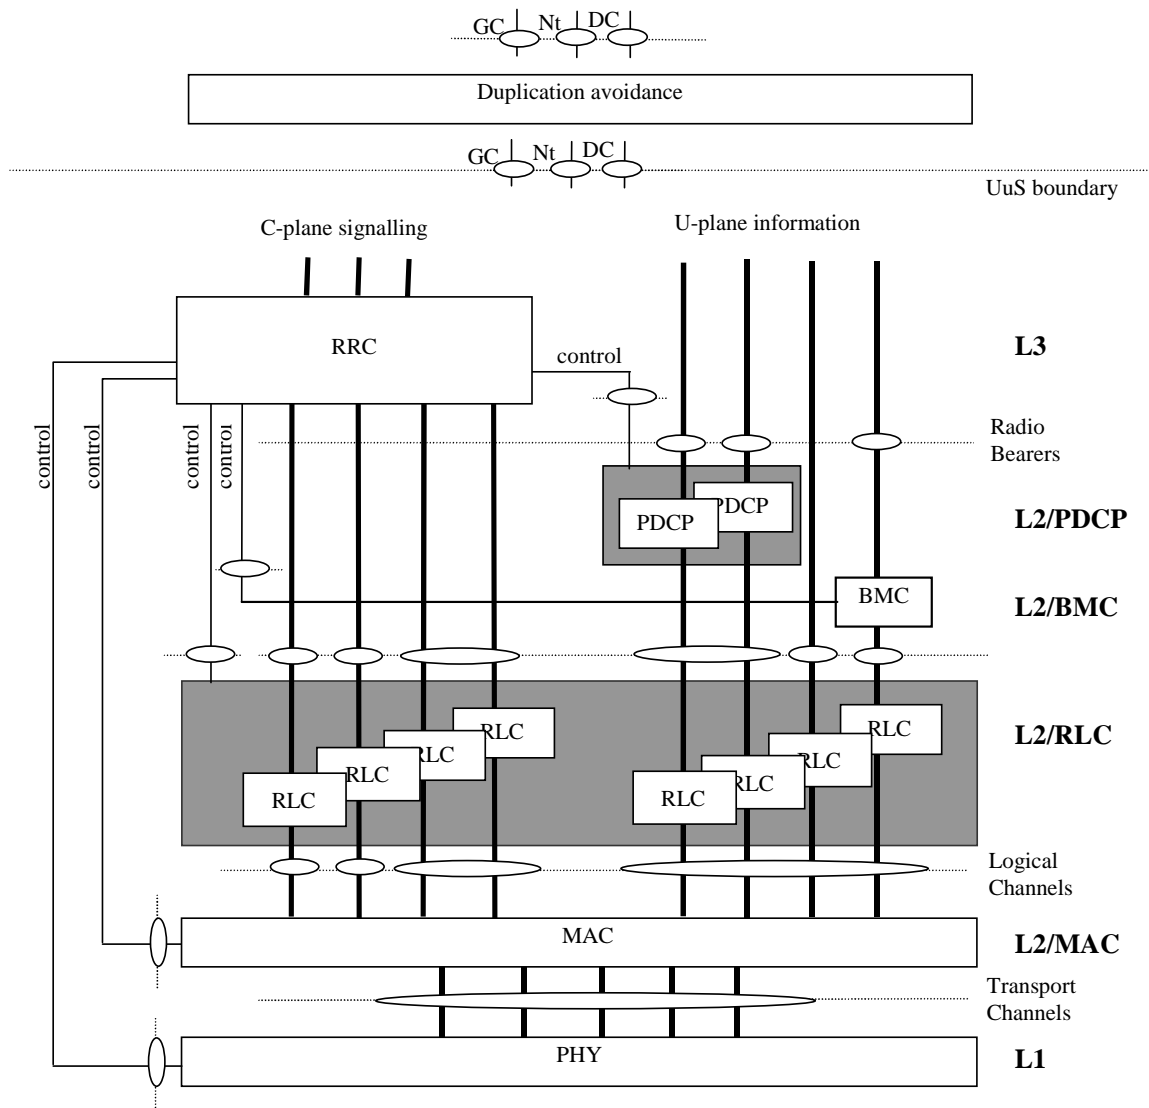 GC Nt DC
Duplication avoidance
GC Nt DC
UuS boundary
C-plane signalling
U-plane information
RRC
control
L3
control
control
control
control
Radio
Bearers
PDCP
PDCP
L2/PDCP
BMC
L2/BMC
RLC
RLC
RLC
RLC
RLC
RLC
RLC
RLC
L2/RLC
Logical
Channels
MAC
L2/MAC
Transport
Channels
PHY
L1